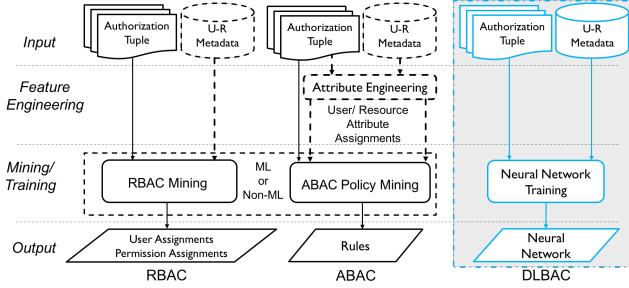 Input
Authorization
Tuple
U-R
Metadata
Authorization
Tuple
U-R
Metadata
Authorization
Tuple
U-R
Metadata
Feature
Engineering
Attribute Engineering
User/ Resource
Attribute
Assignments
Mining/
Training
RBAC Mining
ML
or
Non-ML
ABAC Policy Mining
Neural Network
Training
Output
User Assignments
Permission Assignments
Rules
Neural
Network
RBAC
ABAC
DLBAC